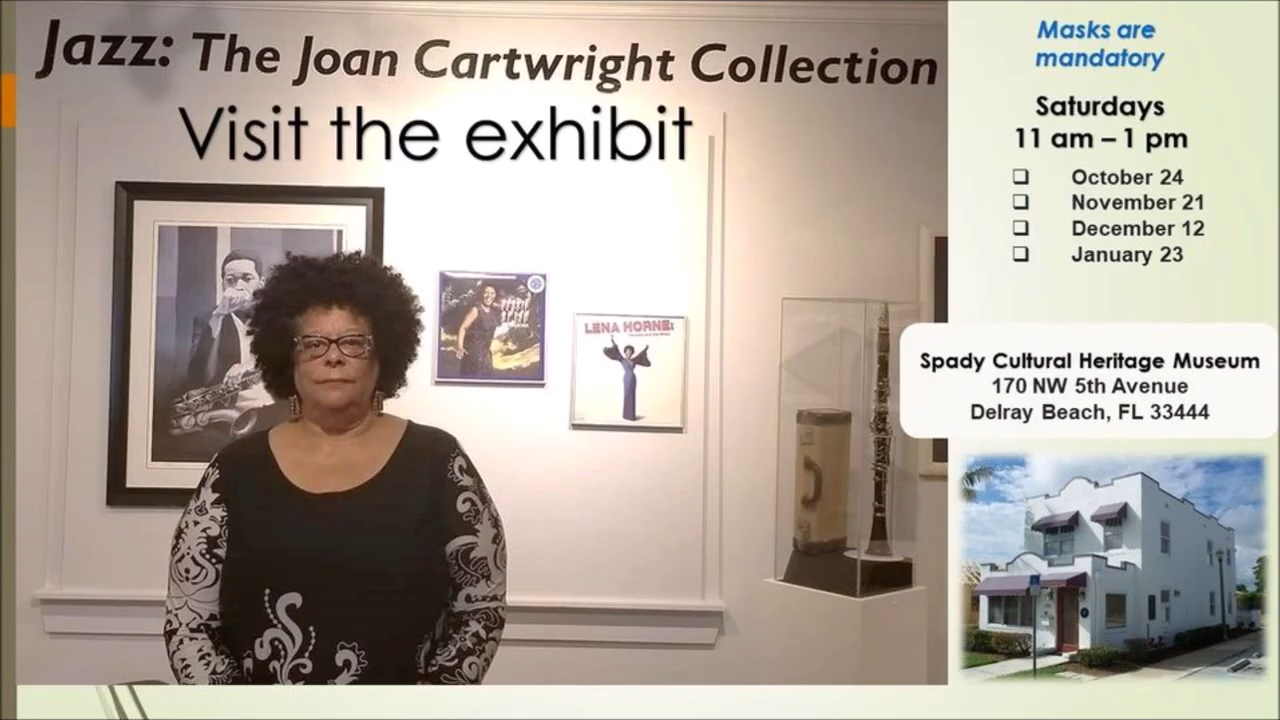 Jazz: The Joan Cartwright Collection
Visit the exhibit
LENA HORNE:
Masks are
mandatory
Saturdays
11 am – 1 pm
❑ October 24
❑ November 21
❑ December 12
❑ January 23
Spady Cultural Heritage Museum
170 NW 5th Avenue
Delray Beach, FL 33444